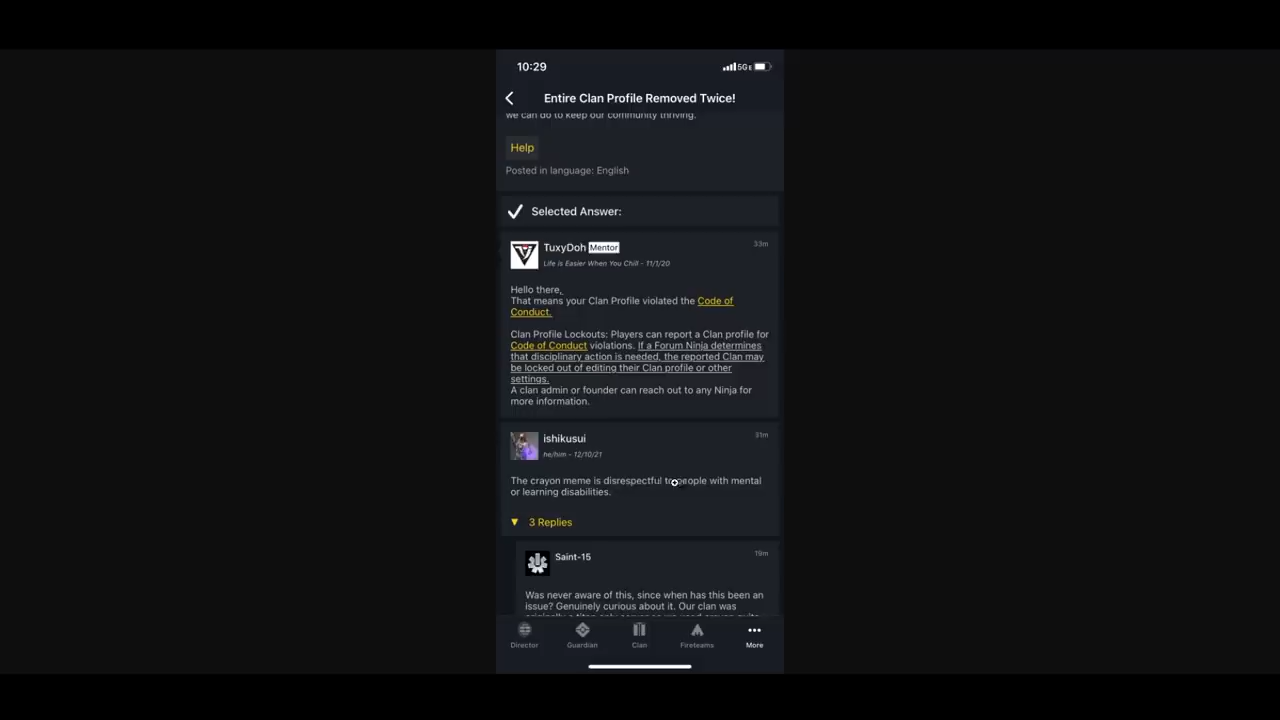 10:29
5GE
Entire Clan Profile Removed Twice!
we can do to keep our community thriving.
Help
Posted in language: English
Selected Answer:
TuxyDoh Mentor
33m
Life is Easier When You Chill - 11/1/20
Hello there,
That means your Clan Profile violated the Code of
Conduct.
Clan Profile Lockouts: Players can report a Clan profile for
Code of Conduct violations. If a Forum Ninja determines
that disciplinary action is needed, the reported Clan may
be locked out of editing their Clan profile or other
settings.
A clan admin or founder can reach out to any Ninja for
more information.
ishikusui
31m
he/him - 12/10/21
The crayon meme is disrespectful to people with mental
or learning disabilities.
3 Replies
Saint-15
19m
Was never aware of this, since when has this been an
issue? Genuinely curious about it. Our clan was
Director
Guardian
Clan
Fireteams
More